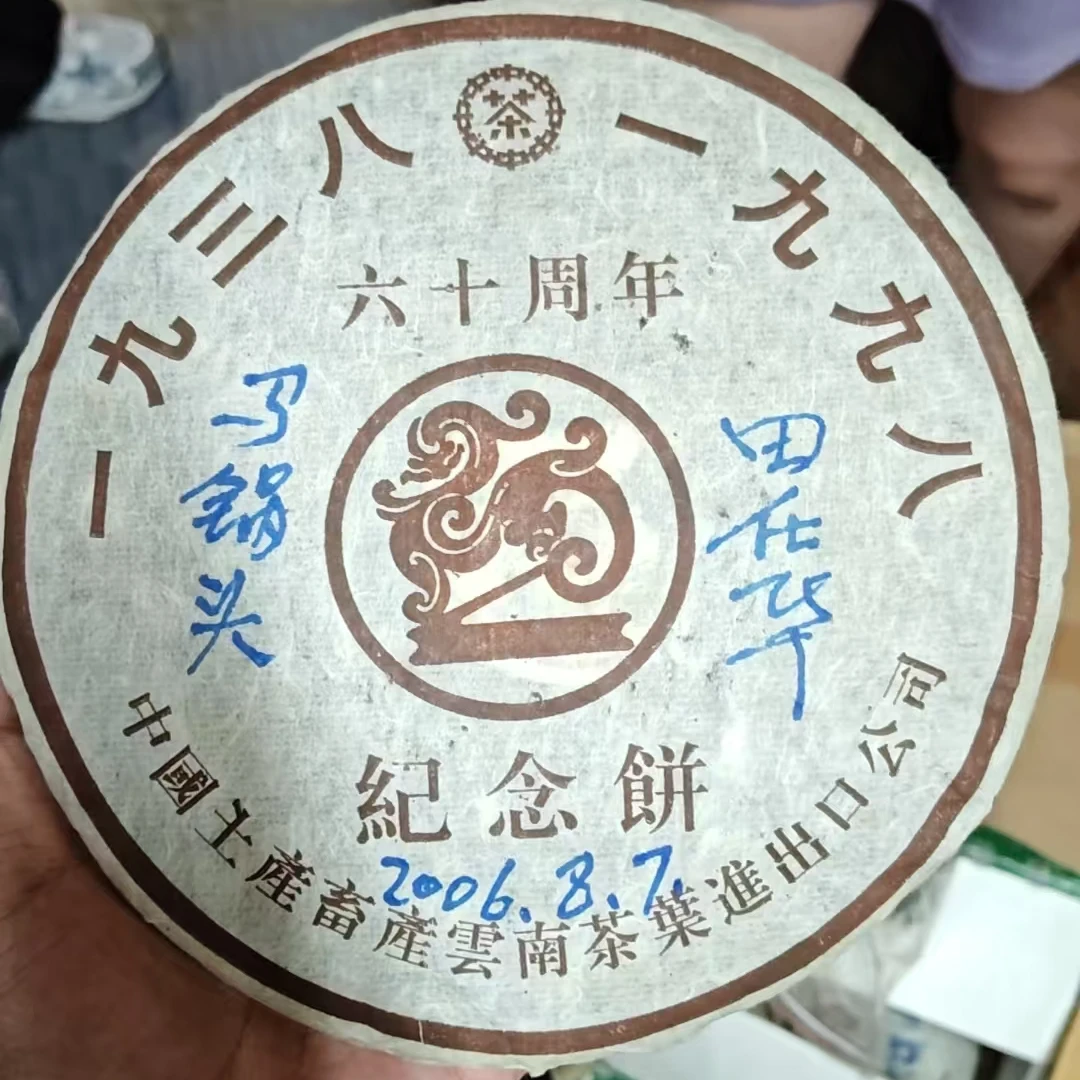 一九三八 茶 一九九八
六十周年
马锅头
田 华
紀念餅
2006.8.7.
中國土產畜產雲南茶葉進出口公司